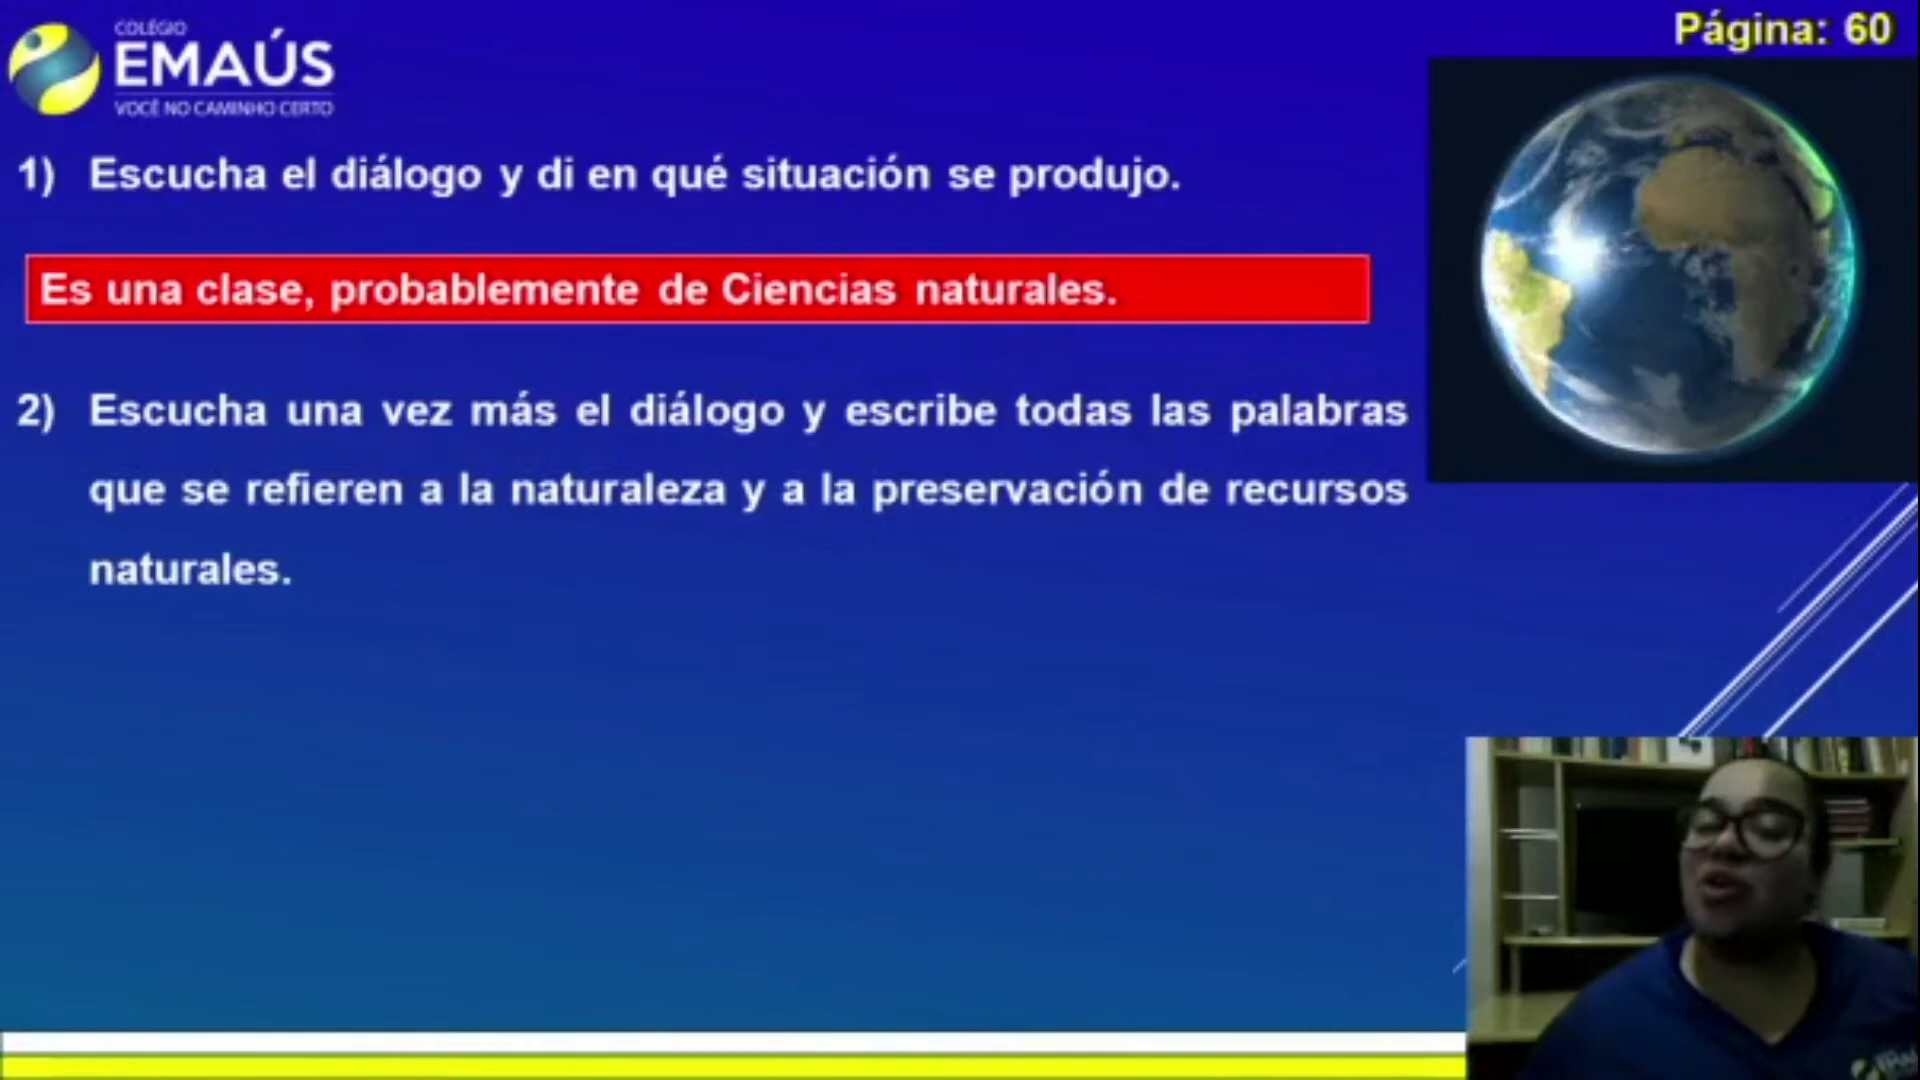 COLÉGIO
EMAÚS
VOCÊ NO CAMINHO CERTO
Página: 60
1) Escucha el diálogo y di en qué situación se produjo.
Es una clase, probablemente de Ciencias naturales.
2) Escucha una vez más el diálogo y escribe todas las palabras
que se refieren a la naturaleza y a la preservación de recursos
naturales.